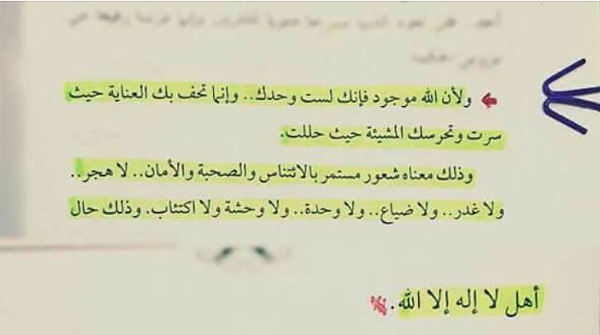 ولأن الله موجود فإنك لست وحدك.. وإنما تحف بك العناية حيث
سرت وتحرسك المشيئة حيث حللت.
وذلك معناه شعور مستمر بالائتناس والصحبة والأمان.. لا هجر..
ولا غدر.. ولا ضياع.. ولا وحدة.. ولا وحشة ولا اكتئاب. وذلك حال
أهل لا إله إلا الله.